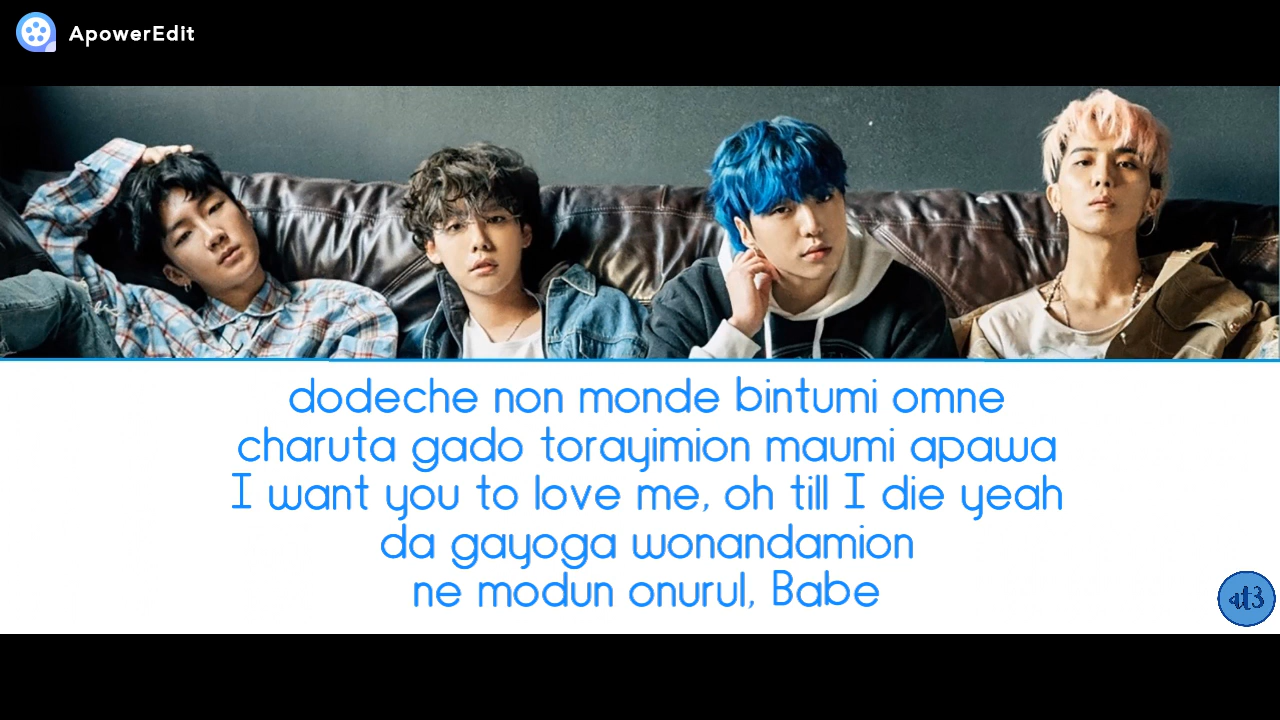 ApowerEdit
dodeche non monde bintumi omne
charuta gado torayimion maumi apawa
I want you to love me, oh till I die yeah
da gayoga wonandamion
ne modun onurul, Babe
at3